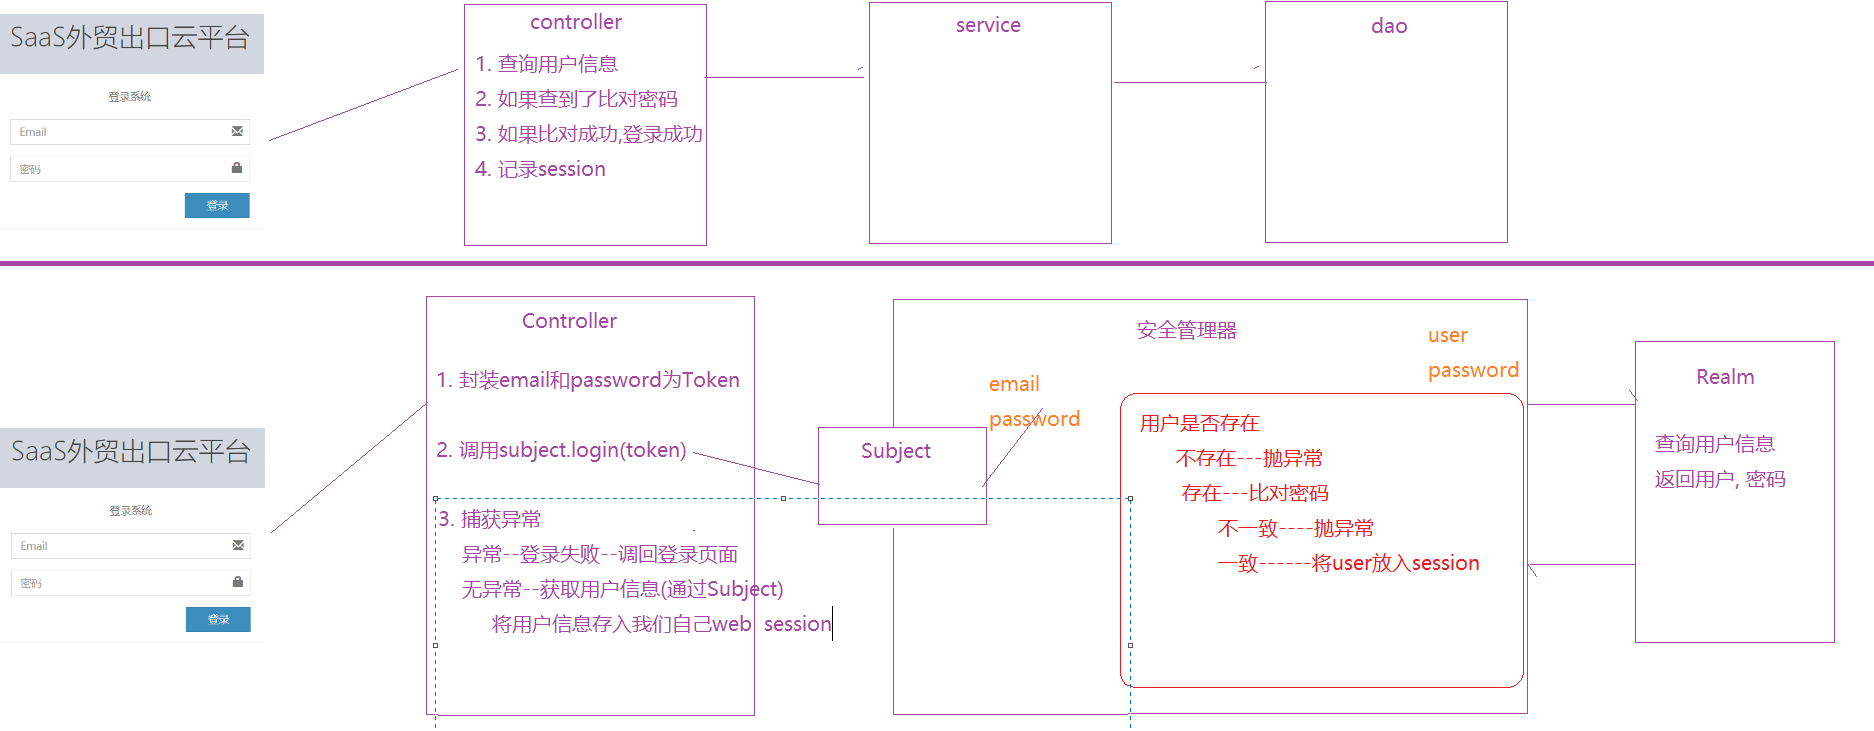 SaaS外贸出口云平台
登录系统
Email
密码
登录
controller
1. 查询用户信息
2. 如果查到了比对密码
3. 如果比对成功,登录成功
4. 记录session
service
dao
SaaS外贸出口云平台
登录系统
Email
密码
登录
Controller
1. 封装email和password为Token
2. 调用subject.login(token)
3. 捕获异常
异常--登录失败--调回登录页面
无异常--获取用户信息(通过Subject)
将用户信息存入我们自己web session
Subject
安全管理器
email
password
user
password
用户是否存在
不存在---抛异常
存在---比对密码
不一致----抛异常
一致------将user放入session
Realm
查询用户信息
返回用户, 密码